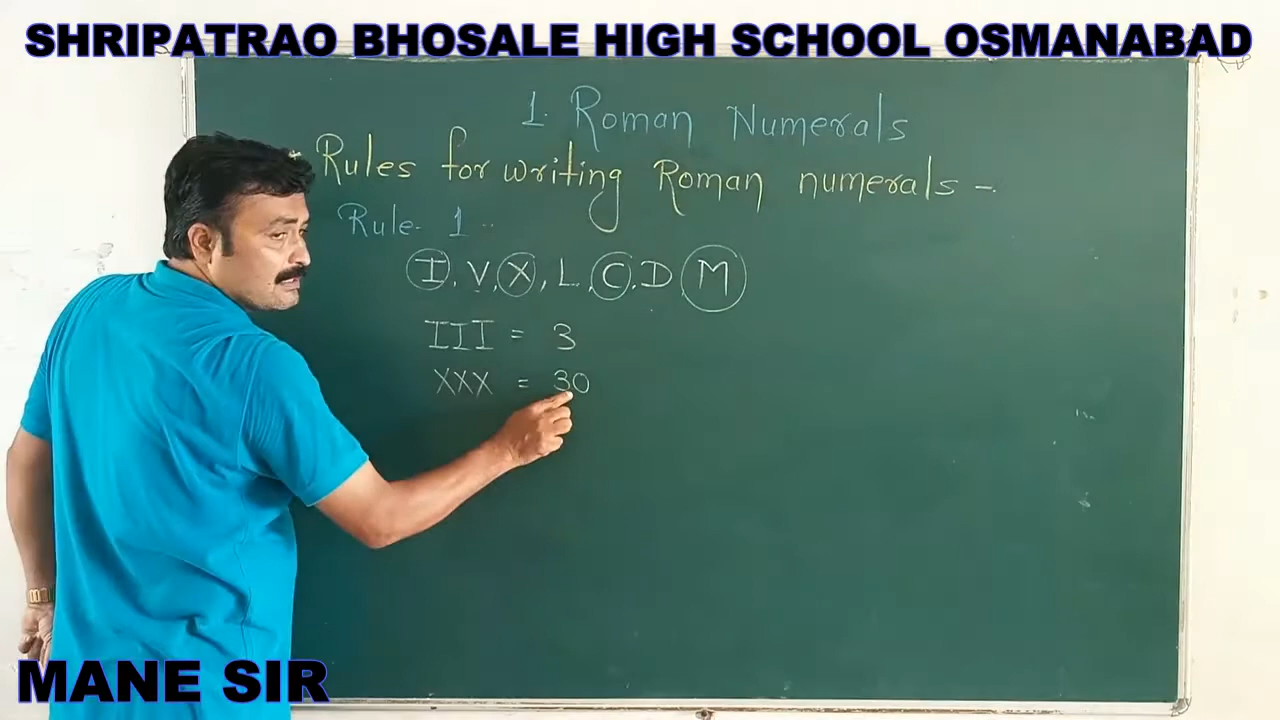 SHRIPATRAO BHOSALE HIGH SCHOOL OSMANABAD
1. Roman Numerals
* Rules for writing Roman numerals -
Rule - 1 ..
I, V, X, L, C, D, M
III = 3
XXX = 30
MANE SIR